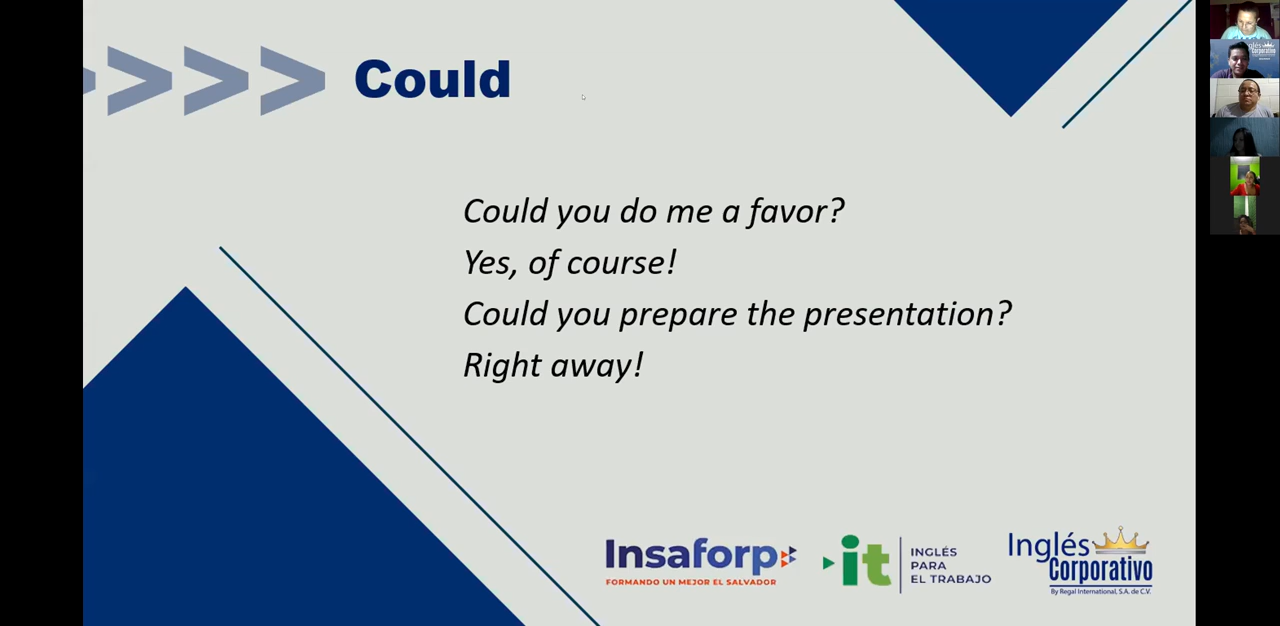 Could
Could you do me a favor?
Yes, of course!
Could you prepare the presentation?
Right away!
Insaforp
FORMANDO UN MEJOR EL SALVADOR
it
INGLÉS
PARA
EL TRABAJO
Inglés
Corporativo
By Regal International, S.A. de C.V.